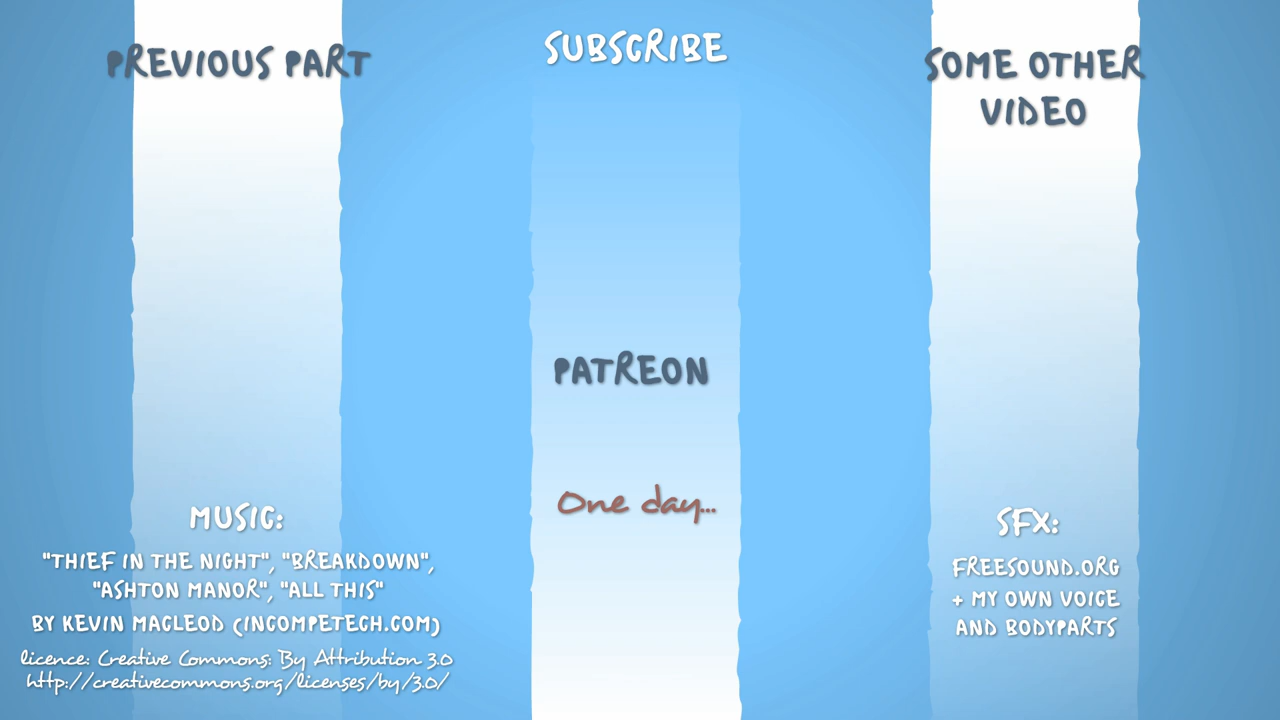 PREVIOUS PART
SUBSCRIBE
SOME OTHER
VIDEO
PATREON
One day...
MUSIC:
"THIEF IN THE NIGHT", "BREAKDOWN",
"ASHTON MANOR", "ALL THIS"
BY KEVIN MACLEOD (INCOMPETECH.COM)
licence: Creative Commons: By Attribution 3.0
http://creativecommons.org/licenses/by/3.0/
SFX:
FREESOUND.ORG
+ MY OWN VOICE
AND BODYPARTS